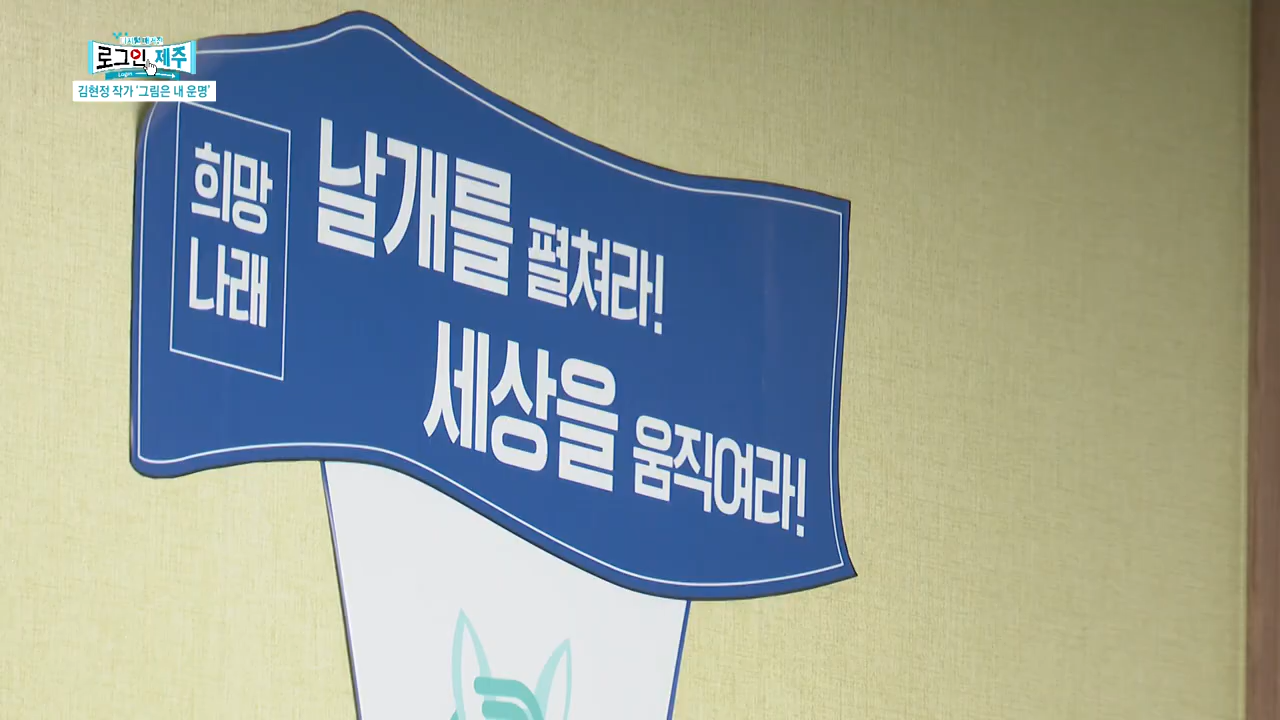 로그인 제주
Login
김현정 작가 '그림은 내 운명'
희망
나래
날개를 펼쳐라!
세상을 움직여라!